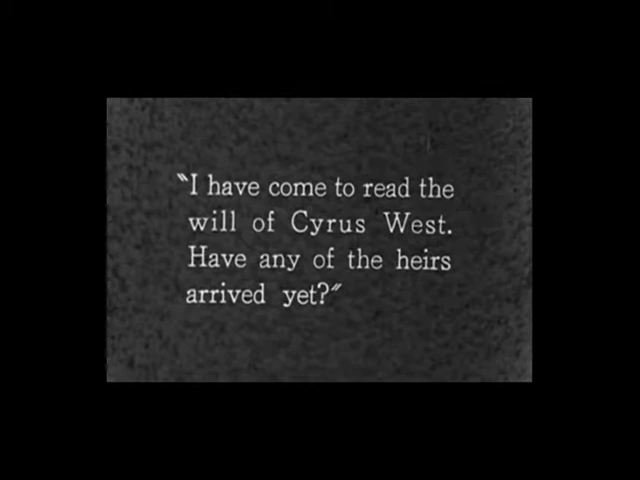 "I have come to read the
will of Cyrus West.
Have any of the heirs
arrived yet?"